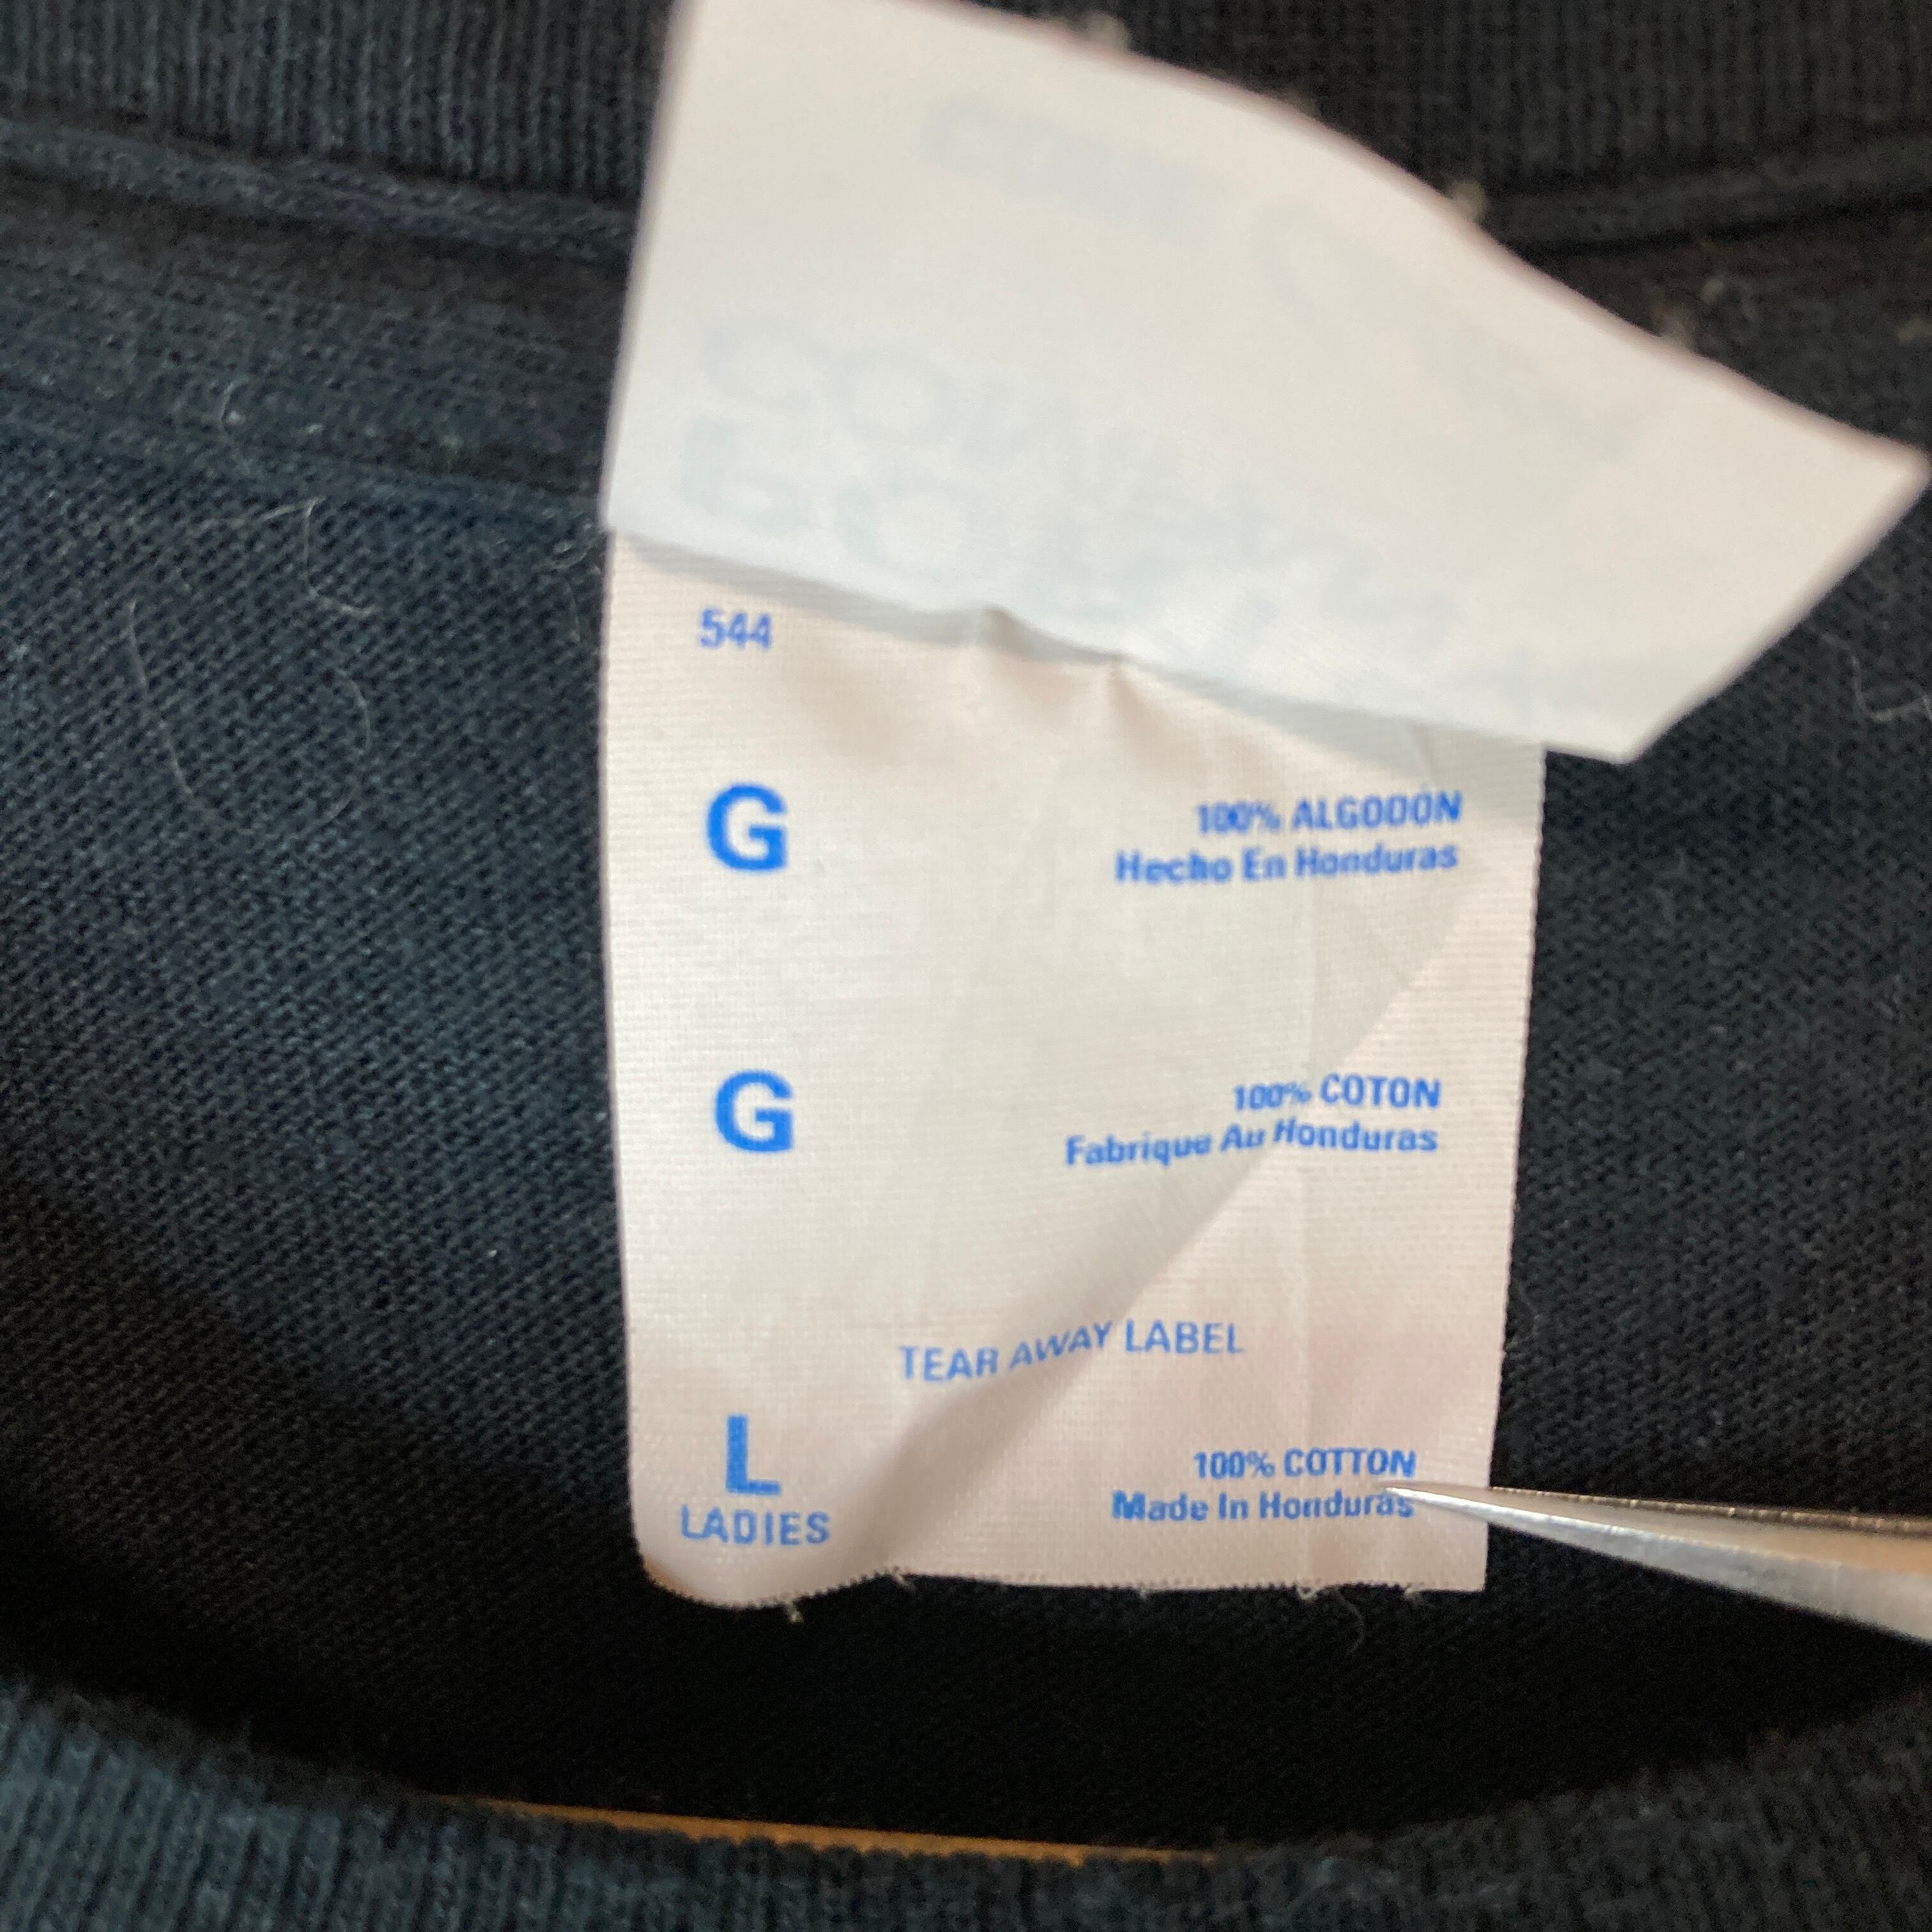 544
G
100% ALGODON
Hecho En Honduras
G
100% COTON
Fabrique Au Honduras
TEAR AWAY LABEL
L
LADIES
100% COTTON
Made In Honduras